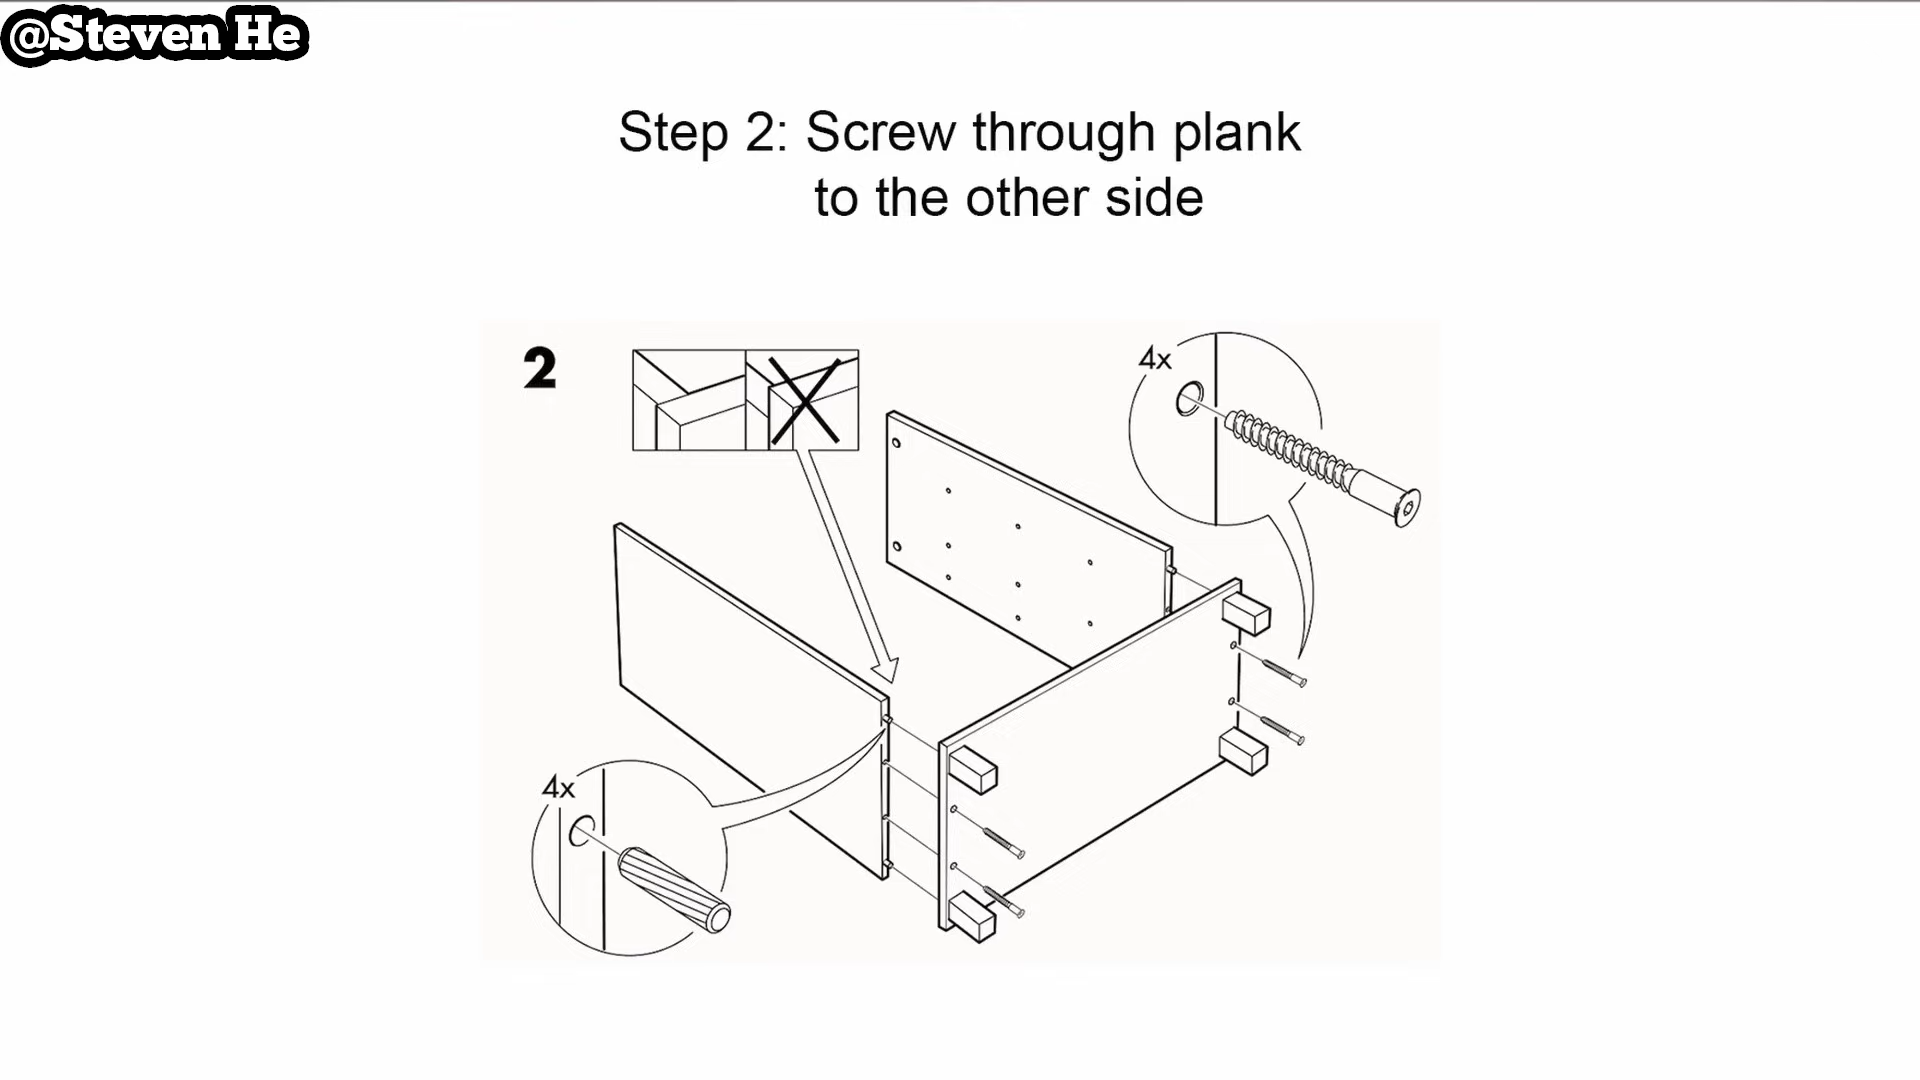 @Steven He
Step 2: Screw through plank
to the other side
2
4x
4x